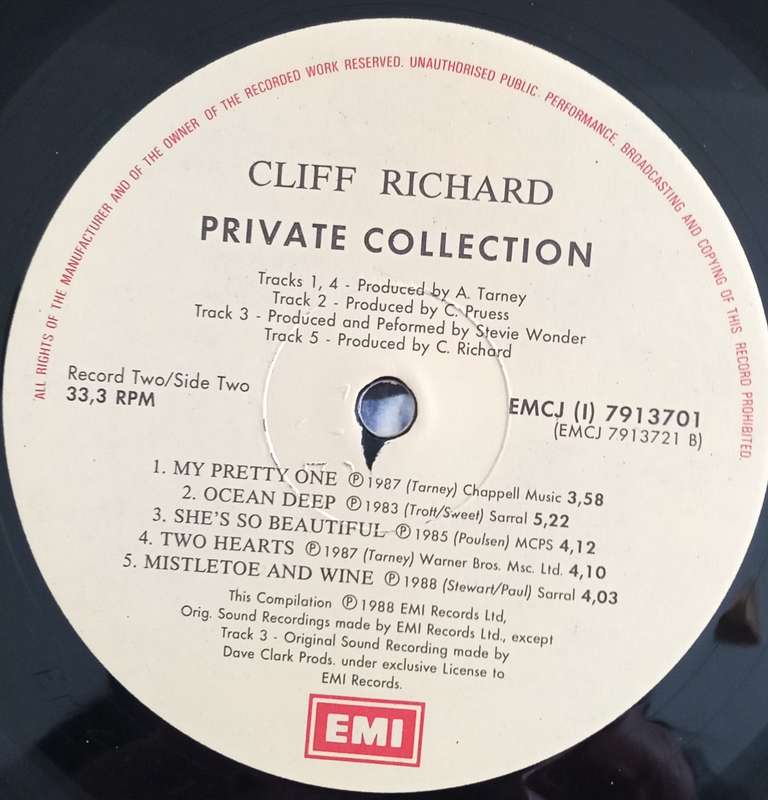 ALL RIGHTS OF THE MANUFACTURER AND OF THE OWNER OF THE RECORDED WORK RESERVED. UNAUTHORISED PUBLIC. PERFORMANCE, BROADCASTING AND COPYING OF THIS RECORD PROHIBITED
CLIFF RICHARD
PRIVATE COLLECTION
Tracks 1, 4 - Produced by A. Tarney
Track 2 - Produced by C. Pruess
Track 3 - Produced and Peformed by Stevie Wonder
Track 5 - Produced by C. Richard
Record Two/Side Two
33,3 RPM
EMCJ (I) 7913701
(EMCJ 7913721 B)
1. MY PRETTY ONE ℗ 1987 (Tarney) Chappell Music 3,58
2. OCEAN DEEP ℗ 1983 (Trott/Sweet) Sarral 5,22
3. SHE'S SO BEAUTIFUL ℗ 1985 (Poulsen) MCPS 4,12
4. TWO HEARTS ℗ 1987 (Tarney) Warner Bros. Msc. Ltd. 4,10
5. MISTLETOE AND WINE ℗ 1988 (Stewart/Paul) Sarral 4,03
This Compilation ℗ 1988 EMI Records Ltd,
Orig. Sound Recordings made by EMI Records Ltd., except
Track 3 - Original Sound Recording made by
Dave Clark Prods. under exclusive License to
EMI Records.
EMI